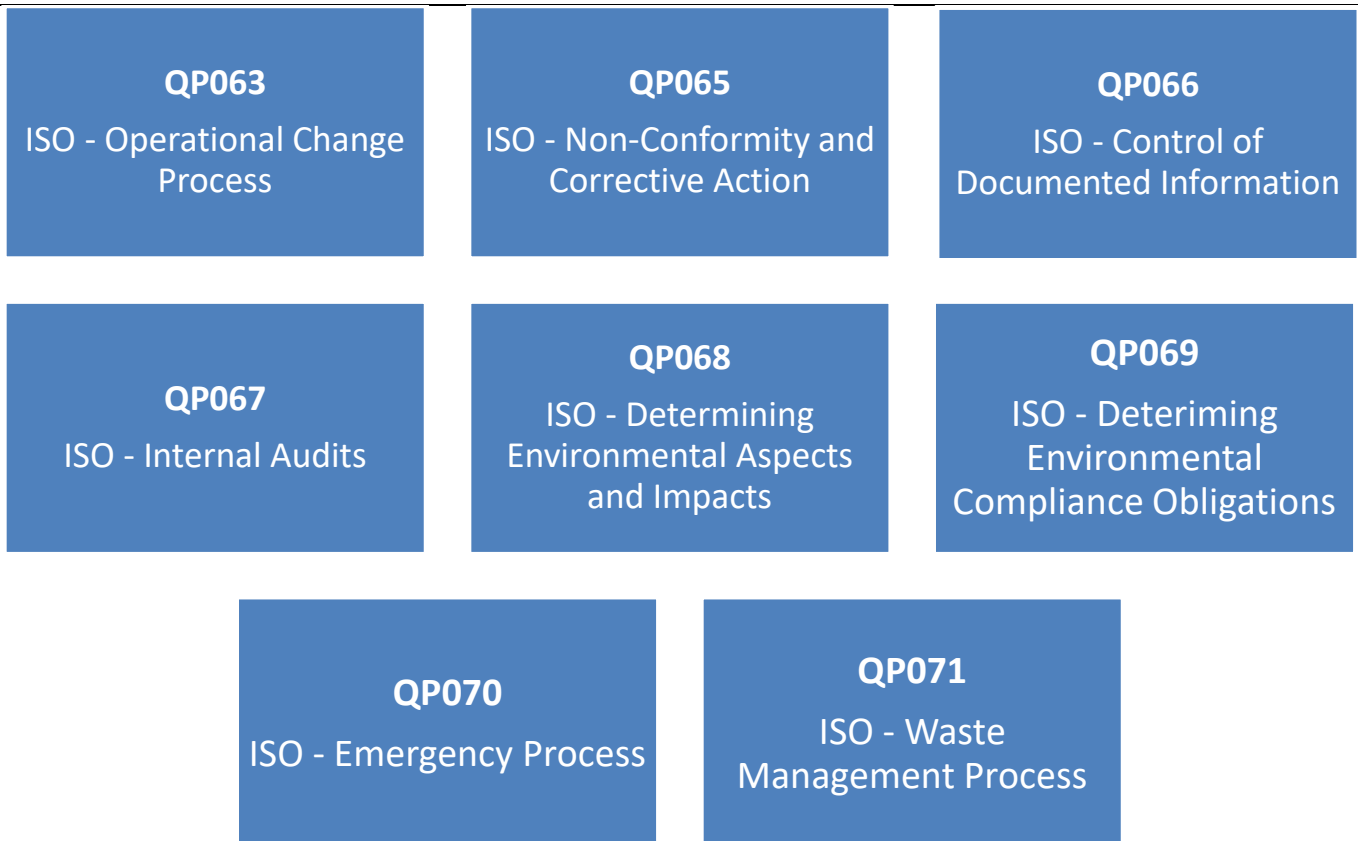 QP063
ISO - Operational Change
Process
QP065
ISO - Non-Conformity and
Corrective Action
QP066
ISO - Control of
Documented Information
QP067
ISO - Internal Audits
QP068
ISO - Determining
Environmental Aspects
and Impacts
QP069
ISO - Deteriming
Environmental
Compliance Obligations
QP070
ISO - Emergency Process
QP071
ISO - Waste
Management Process